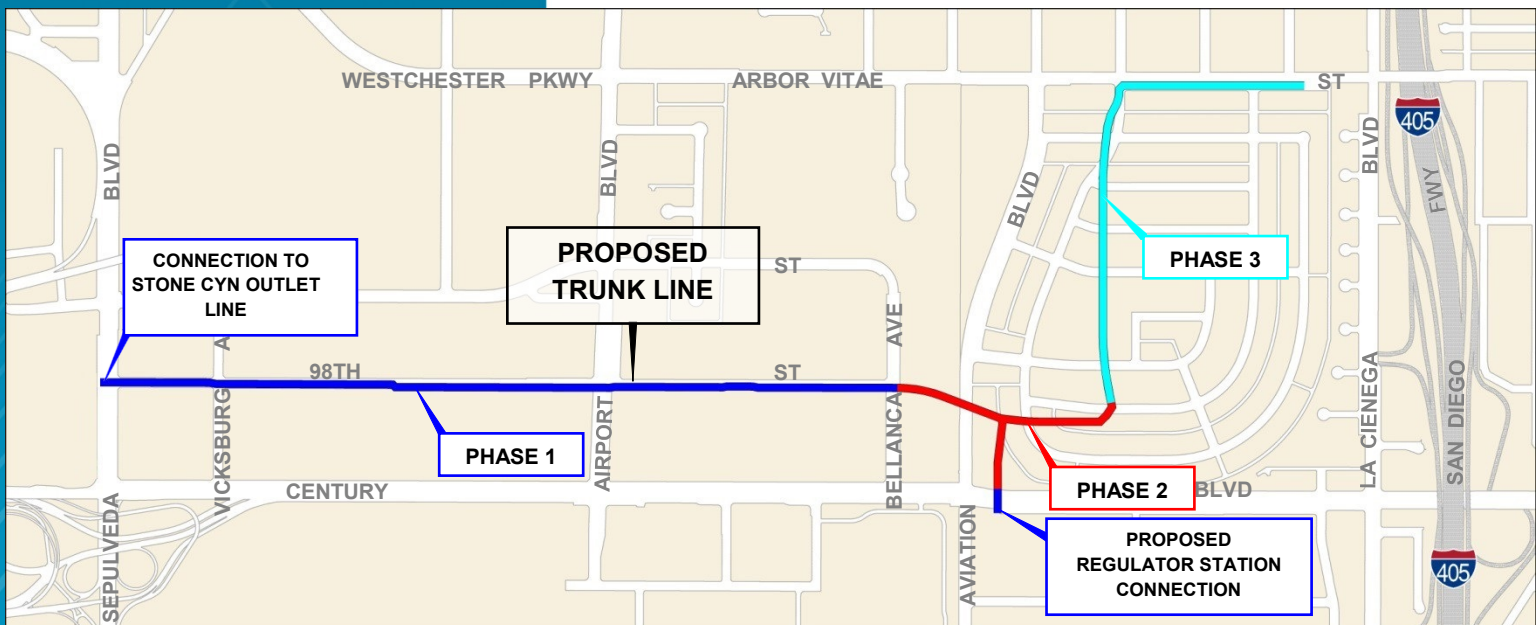 WESTCHESTER PKWY
ARBOR VITAE
ST
405
BLVD
BLVD
BLVD
BLVD
FWY
CONNECTION TO
STONE CYN OUTLET
LINE
PROPOSED
TRUNK LINE
ST
PHASE 3
A
AVE
98TH
ST
PHASE 1
VICKSBURG
AIRPORT
BELLANCA
LA CIENEGA
SAN DIEGO
CENTURY
PHASE 2
BLVD
SEPULVEDA
AVIATION
PROPOSED
REGULATOR STATION
CONNECTION
405